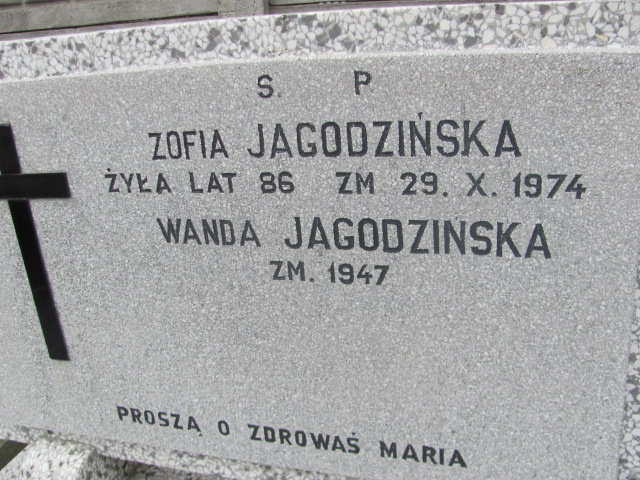 S. P
ZOFIA JAGODZIŃSKA
ŻYŁA LAT 86 ZM 29. X. 1974
WANDA JAGODZINSKA
ZM. 1947
PROSZĄ O ZDROWAŚ MARIA